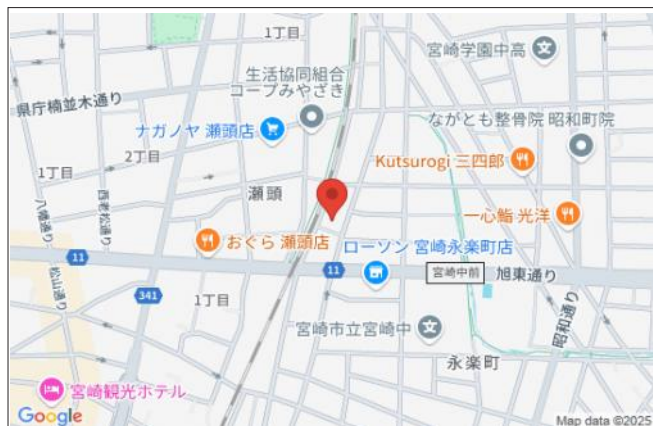 1丁目
宮崎学園中高
生活協同組合
コープみやざき
県庁楠並木通り
ナガノヤ 瀬頭店
ながとも整骨院 昭和町院
2丁目
Kutsurogi 三四郎
1丁目
瀬頭
八幡通り
西老松通り
一心鮨 光洋
おぐら 瀬頭店
ローソン 宮崎永楽町店
11
11
宮崎中前
旭東通り
松山通り
341
1丁目
宮崎市立宮崎中
昭和通り
永楽町
宮崎観光ホテル
Google
Map data ©2025